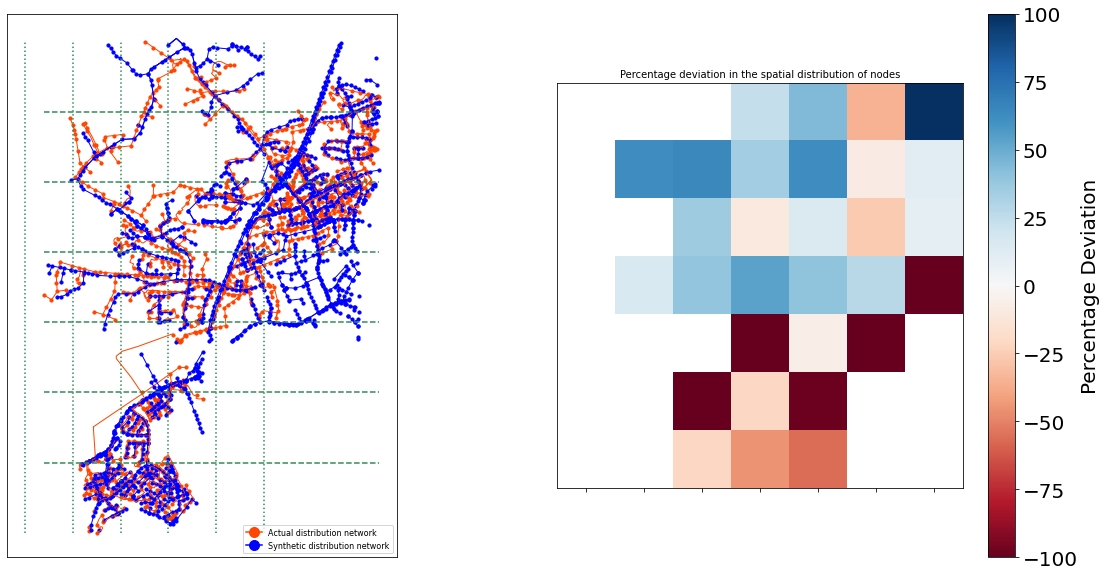 Actual distribution network
Synthetic distribution network
Percentage deviation in the spatial distribution of nodes
100
75
50
25
0
−25
−50
−75
−100
Percentage Deviation